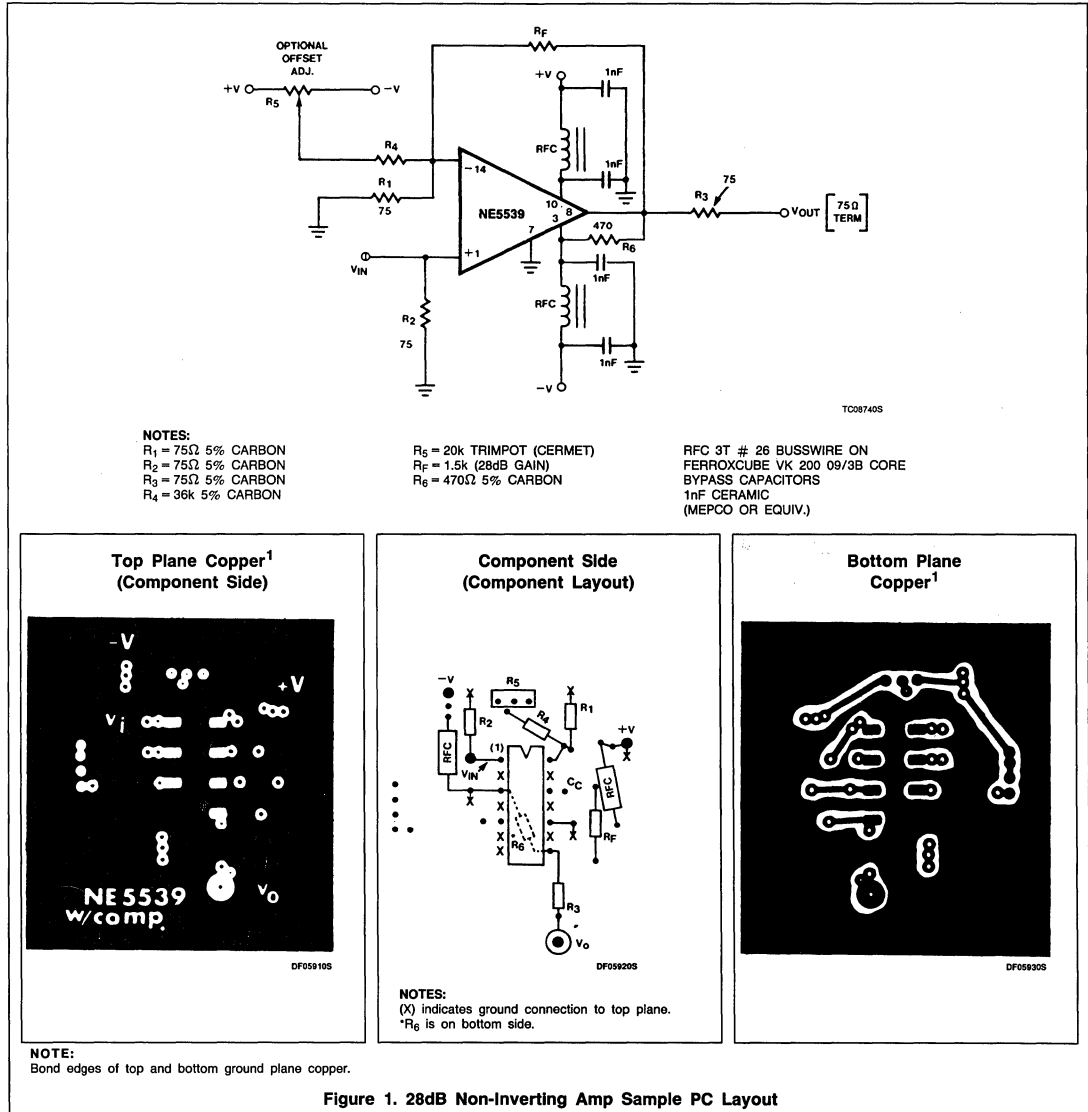 OPTIONAL
OFFSET
ADJ.
+V
R5
-V
RF
+V
1nF
RFC
1nF
R4
R1
75
-14
NE5539
10
8
3
7
+1
VIN
R2
75
470
R6
R3
75
VOUT
75Ω
TERM
1nF
RFC
1nF
-V
TC08740S
NOTES:
R1 = 75Ω 5% CARBON
R2 = 75Ω 5% CARBON
R3 = 75Ω 5% CARBON
R4 = 36k 5% CARBON
R5 = 20k TRIMPOT (CERMET)
RF = 1.5k (28dB GAIN)
R6 = 470Ω 5% CARBON
RFC 3T # 26 BUSSWIRE ON
FERROXCUBE VK 200 09/3B CORE
BYPASS CAPACITORS
1nF CERAMIC
(MEPCO OR EQUIV.)
Top Plane Copper1
(Component Side)
-V
+V
Vi
NE5539
w/comp.
Vo
DF05910S
Component Side
(Component Layout)
-V
R5
R2
R4
R1
+V
RFC
(1)
VIN
X
X
X
X
X
X
X
X
X
X
X
X
X
CC
RFC
RF
R6
R3
Vo
DF05920S
NOTES:
(X) indicates ground connection to top plane.
*R6 is on bottom side.
Bottom Plane
Copper1
DF05930S
NOTE:
Bond edges of top and bottom ground plane copper.
Figure 1. 28dB Non-Inverting Amp Sample PC Layout